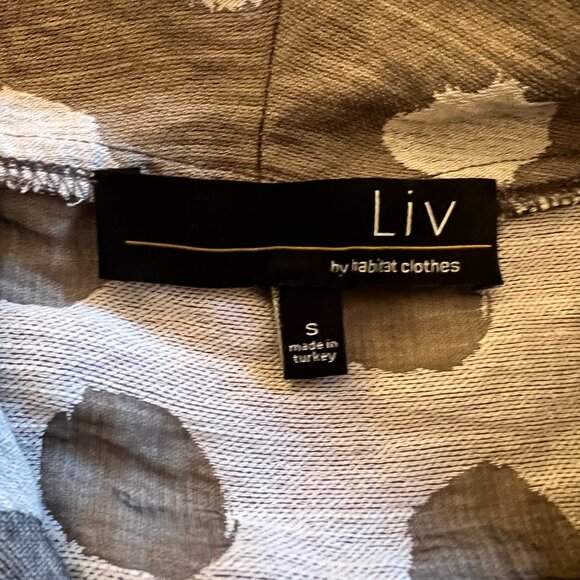 Liv
by habitat clothes
S
made in
turkey